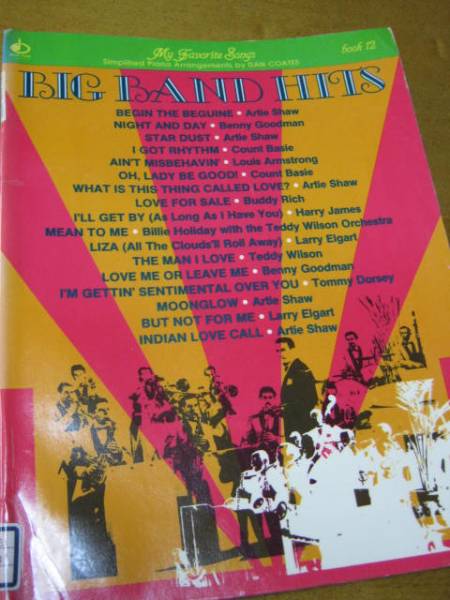 My Favorite Songs
book 12
Simplified Piano Arrangements by DAN COATES
BIG BAND HITS
BEGIN THE BEGUINE • Artie Shaw
NIGHT AND DAY • Benny Goodman
STAR DUST • Artie Shaw
I GOT RHYTHM • Count Basie
AIN'T MISBEHAVIN' • Louis Armstrong
OH, LADY BE GOOD! • Count Basie
WHAT IS THIS THING CALLED LOVE? • Artie Shaw
LOVE FOR SALE • Buddy Rich
I'LL GET BY (As Long As I Have You) • Harry James
MEAN TO ME • Billie Holiday with the Teddy Wilson Orchestra
LIZA (All The Clouds'll Roll Away) • Larry Elgart
THE MAN I LOVE • Teddy Wilson
LOVE ME OR LEAVE ME • Benny Goodman
I'M GETTIN' SENTIMENTAL OVER YOU • Tommy Dorsey
MOONGLOW • Artie Shaw
BUT NOT FOR ME • Larry Elgart
INDIAN LOVE CALL • Artie Shaw